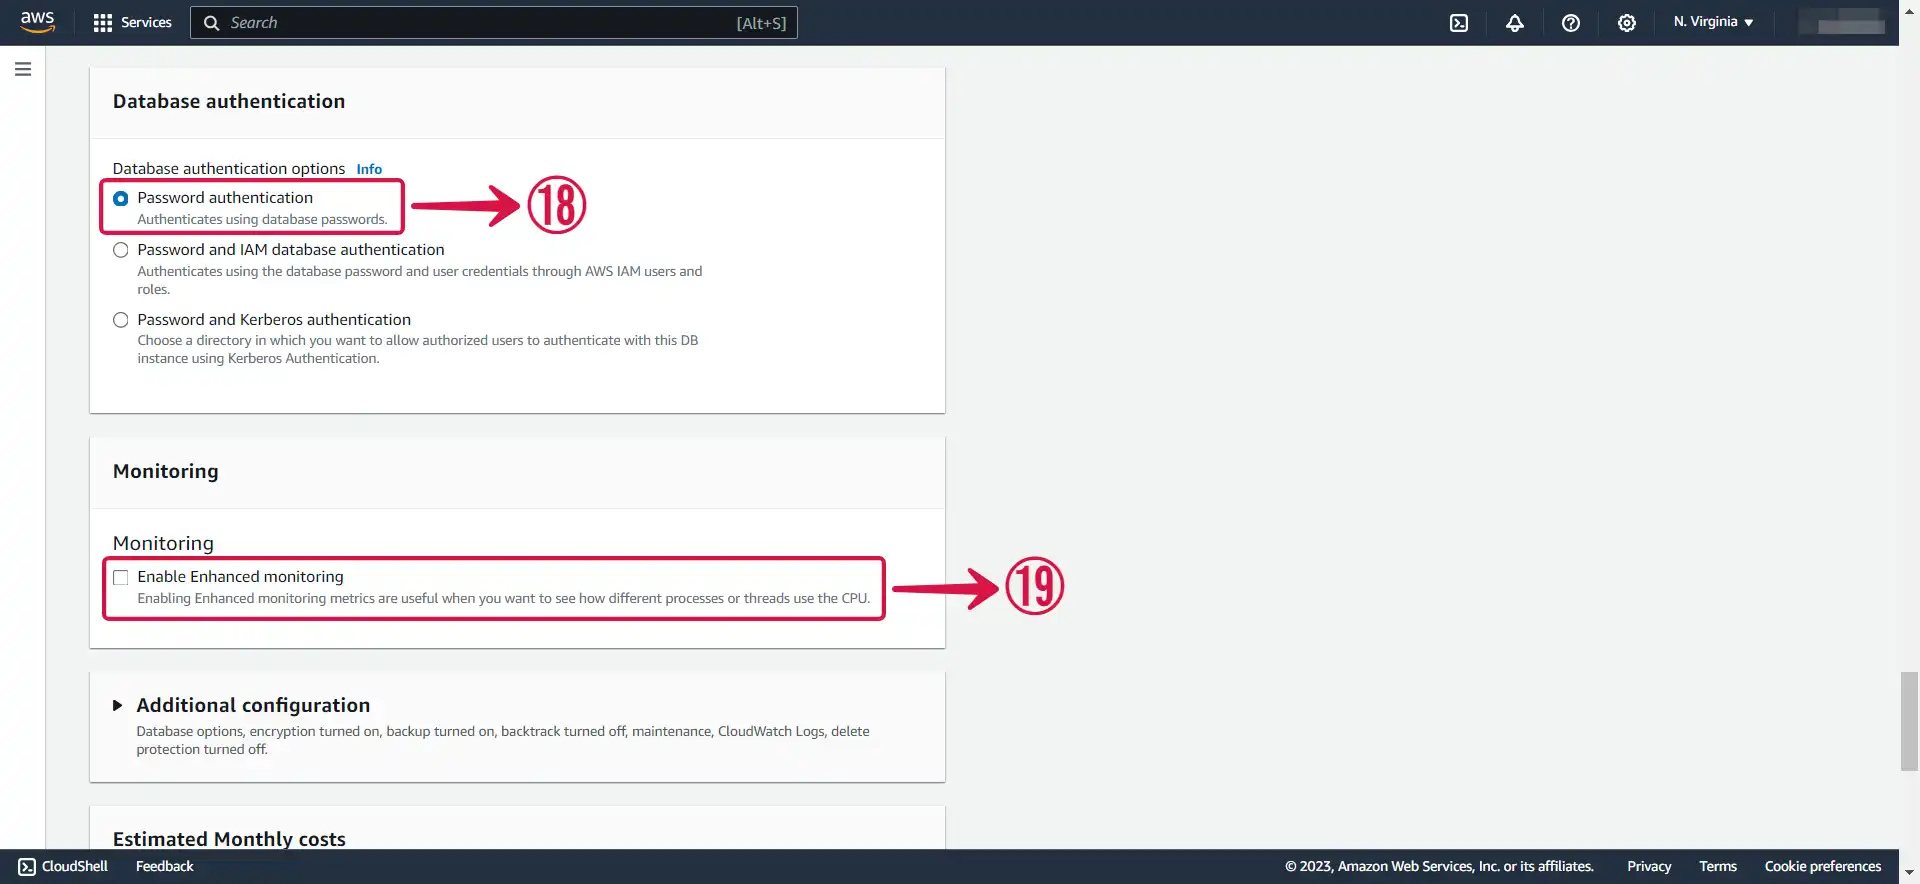 aws
Services
Search
[Alt+S]
N. Virginia
Database authentication
Database authentication options Info
Password authentication
Authenticates using database passwords.
18
Password and IAM database authentication
Authenticates using the database password and user credentials through AWS IAM users and
roles.
Password and Kerberos authentication
Choose a directory in which you want to allow authorized users to authenticate with this DB
instance using Kerberos Authentication.
Monitoring
Monitoring
Enable Enhanced monitoring
Enabling Enhanced monitoring metrics are useful when you want to see how different processes or threads use the CPU.
19
Additional configuration
Database options, encryption turned on, backup turned on, backtrack turned off, maintenance, CloudWatch Logs, delete
protection turned off.
Estimated Monthly costs
CloudShell
Feedback
© 2023, Amazon Web Services, Inc. or its affiliates.
Privacy
Terms
Cookie preferences